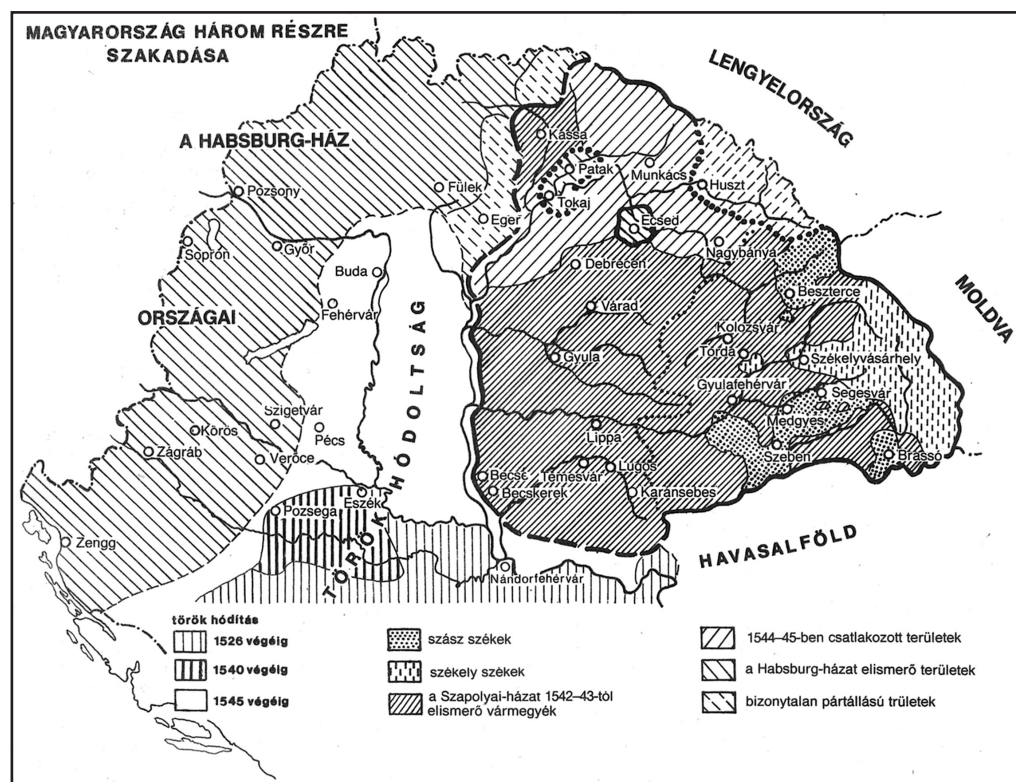 MAGYARORSZÁG HÁROM RÉSZRE
SZAKADÁSA
LENGYELORSZÁG
A HABSBURG-HÁZ
ORSZÁGAI
TÖRÖK HÓDOLTSÁG
MOLDVA
HAVASALFÖLD
Kassa
Patak
Munkács
Huszt
Pozsony
Fülek
Tokaj
Eger
Ecsed
Sopron
Győr
Nagybánya
Buda
Debrecen
Beszterce
Fehérvár
Várad
Kolozsvár
Torda
Gyula
Székelyvásárhely
Gyulafehérvár
Segesvár
Medgyes
Szigetvár
Pécs
Kőrös
Lippa
Szeben
Brassó
Zágráb
Verőce
Temesvár
Lugos
Becse
Becskerek
Karánsebes
Eszék
Pozsega
Zengg
Nándorfehérvár
török hódítás
1526 végéig
1540 végéig
1545 végéig
szász székek
székely székek
a Szapolyai-házat 1542–43-tól
elismerő vármegyék
1544–45-ben csatlakozott területek
a Habsburg-házat elismerő területek
bizonytalan pártállású trületek